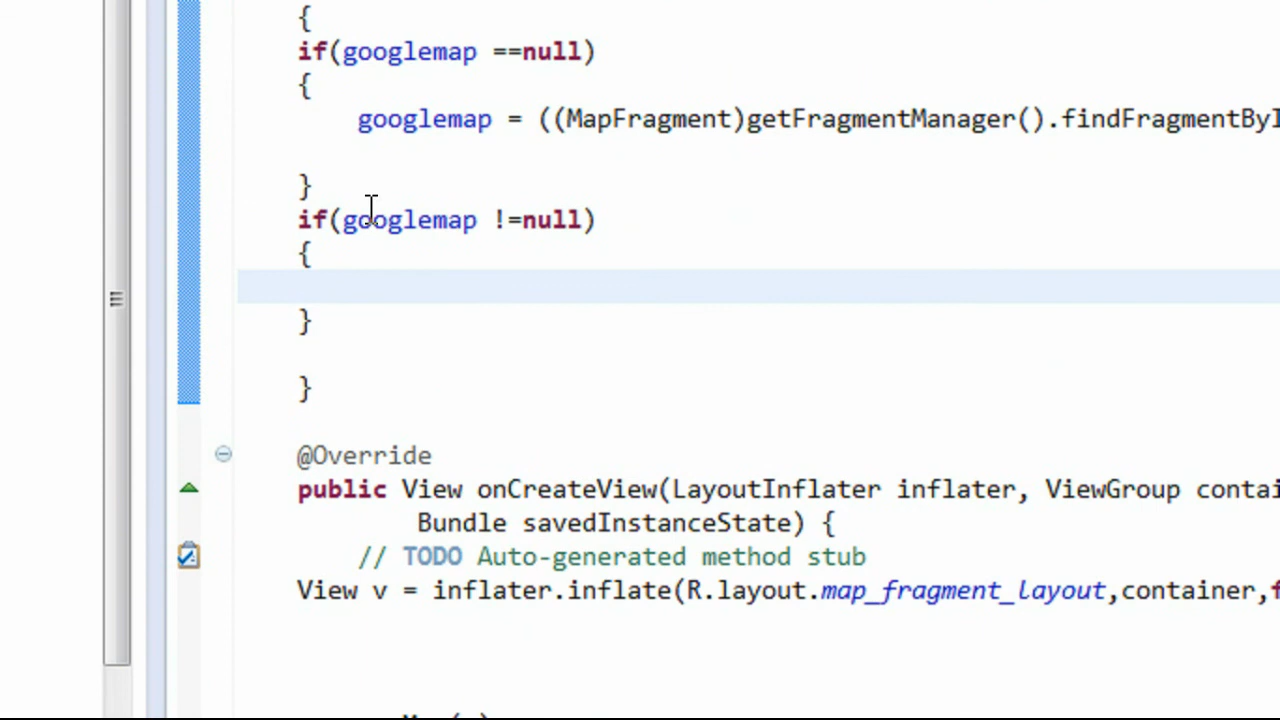 {
if(googlemap ==null)
{
googlemap = ((MapFragment)getFragmentManager().findFragmentByI
}
if(googlemap !=null)
{
}
}
@Override
public View onCreateView(LayoutInflater inflater, ViewGroup contai
Bundle savedInstanceState) {
// TODO Auto-generated method stub
View v = inflater.inflate(R.layout.map_fragment_layout,container,f